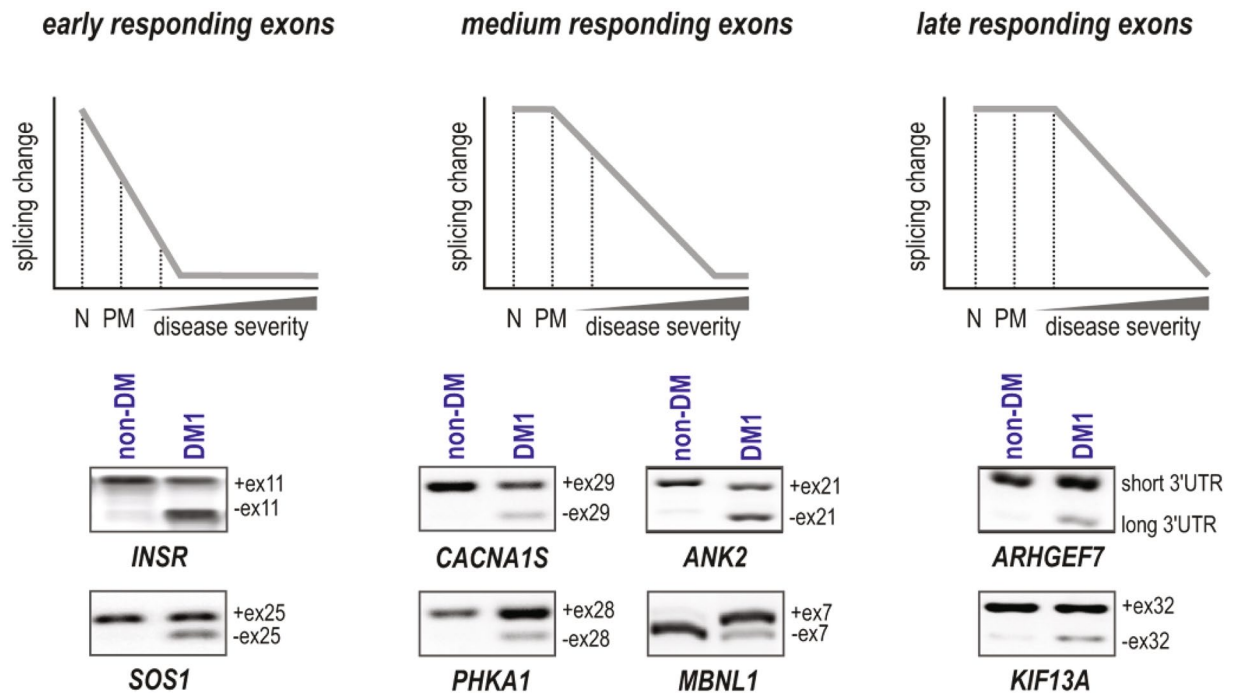 early responding exons
medium responding exons
late responding exons
splicing change
N PM
disease severity
splicing change
N PM
disease severity
splicing change
N PM
disease severity
non-DM
DM1
+ex11
-ex11
INSR
+ex25
-ex25
SOS1
non-DM
DM1
+ex29
-ex29
CACNA1S
+ex28
-ex28
PHKA1
non-DM
DM1
+ex21
-ex21
ANK2
+ex7
-ex7
MBNL1
non-DM
DM1
short 3'UTR
long 3'UTR
ARHGEF7
+ex32
-ex32
KIF13A